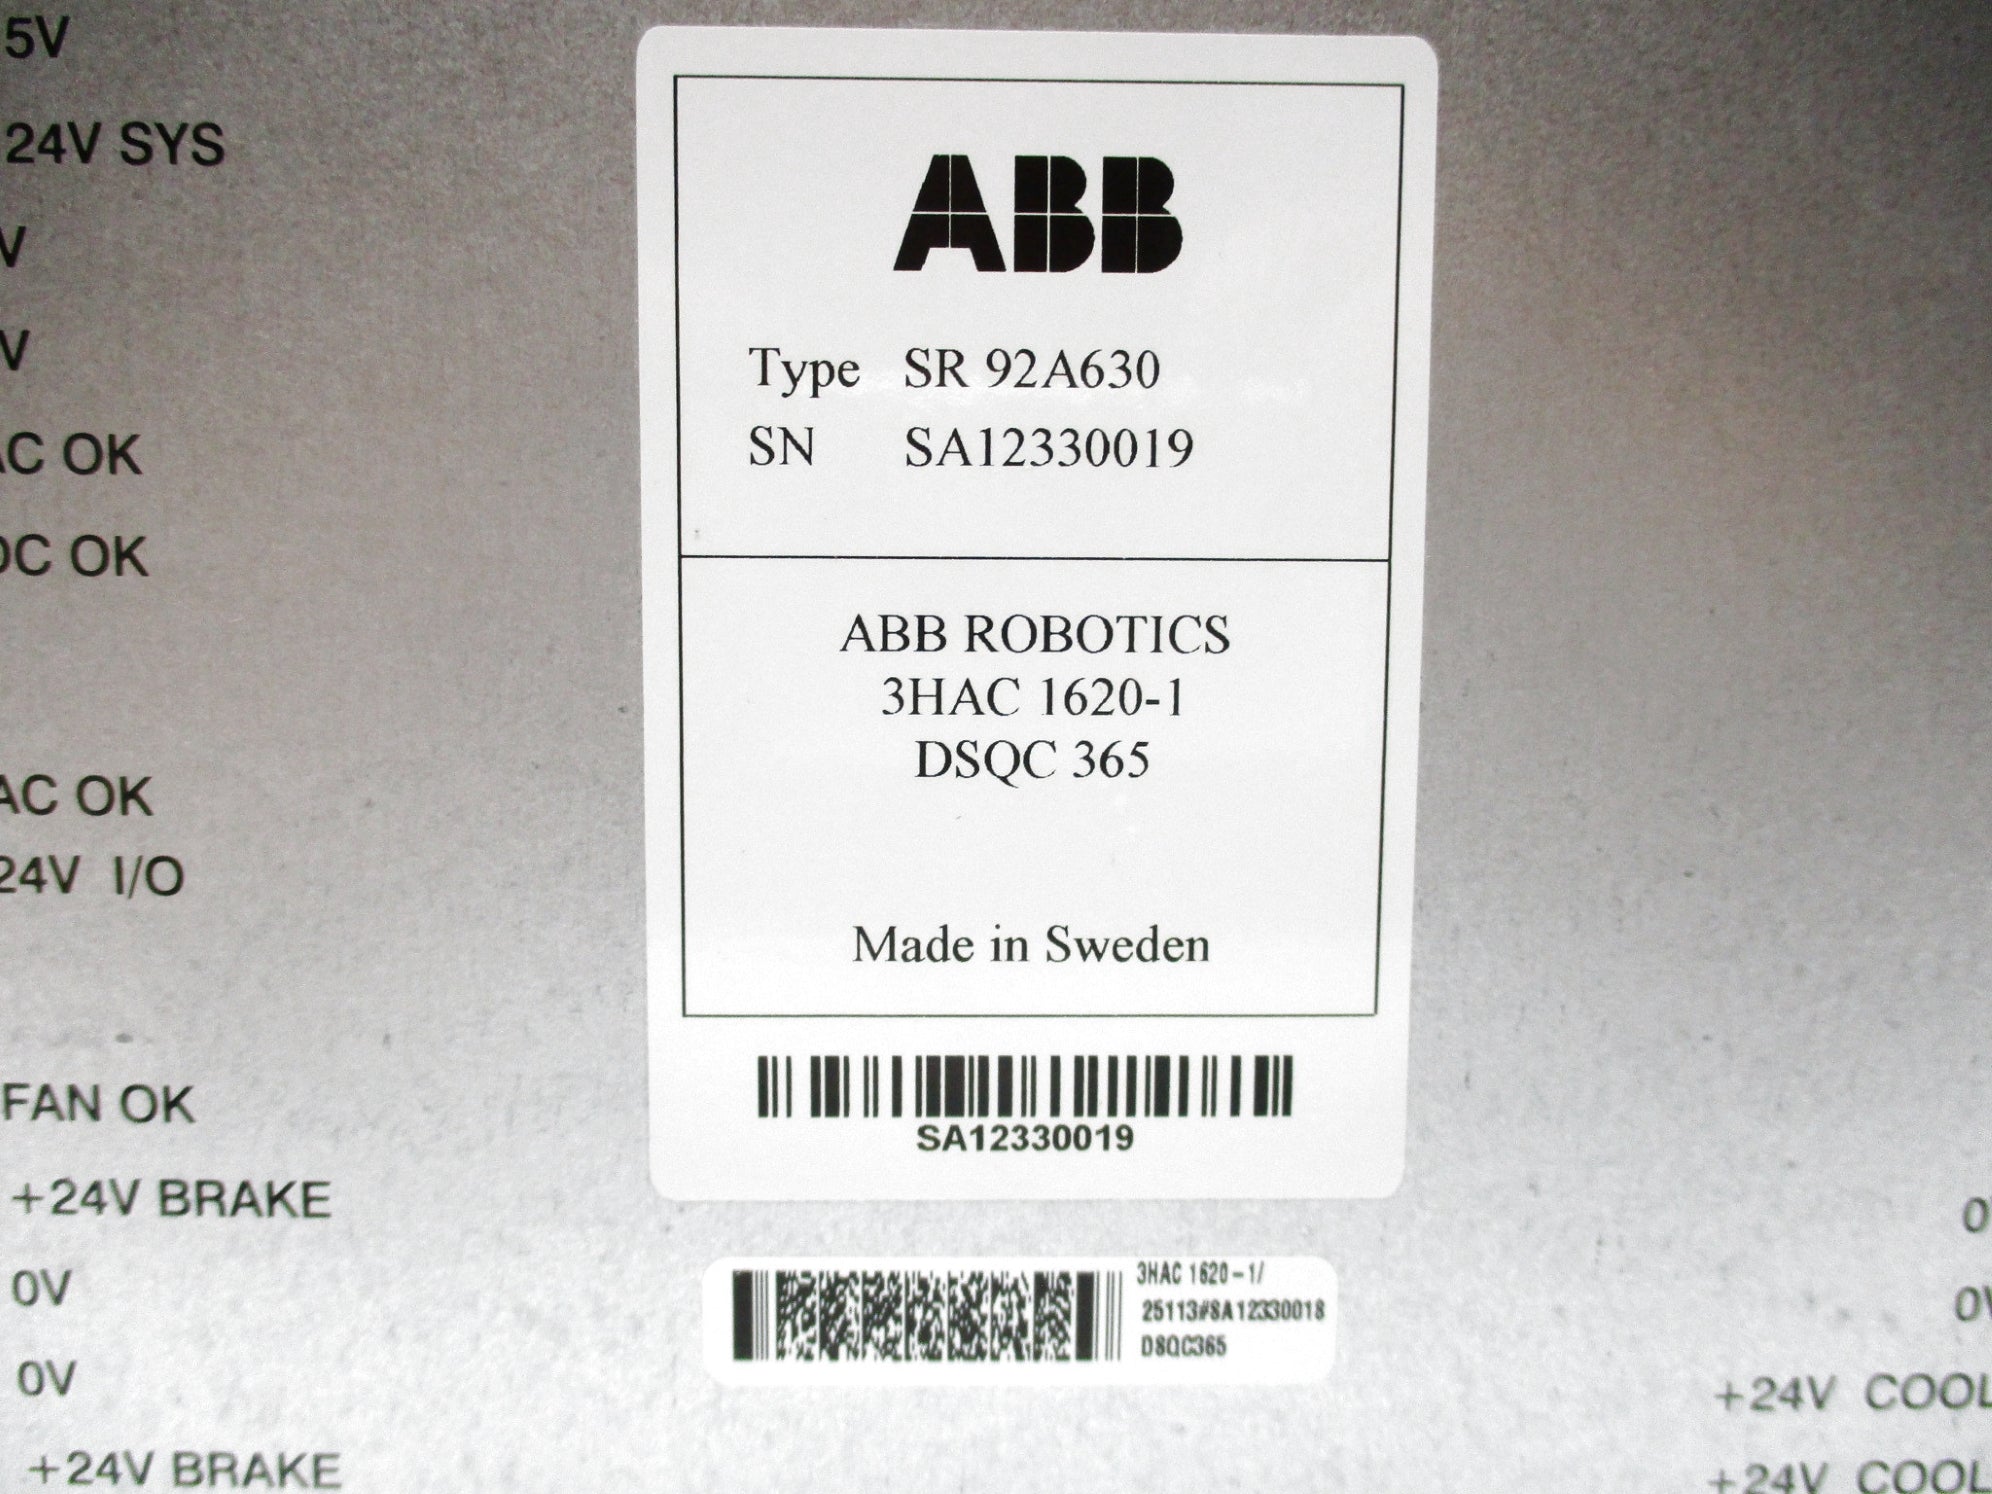 5V
24V SYS
V
V
AC OK
DC OK
AC OK
24V I/O
FAN OK
+24V BRAKE
0V
0V
+24V BRAKE
ABB
Type SR 92A630
SN SA12330019
ABB ROBOTICS
3HAC 1620-1
DSQC 365
Made in Sweden
SA12330019
3HAC 1620-1/
25113#SA12330018
DSQC365
0V
+24V COOL
+24V COOL